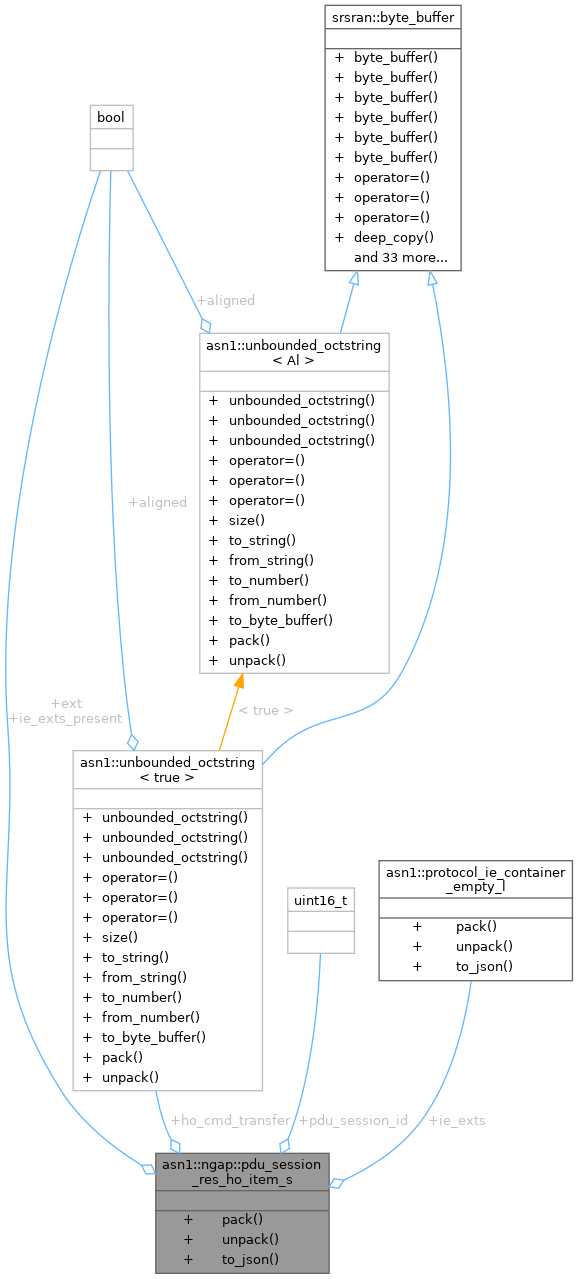 srsran::byte_buffer
+ byte_buffer()
+ byte_buffer()
+ byte_buffer()
+ byte_buffer()
+ byte_buffer()
+ byte_buffer()
+ operator=()
+ operator=()
+ operator=()
+ deep_copy()
and 33 more...
bool
+aligned
asn1::unbounded_octstring
< Al >
+ unbounded_octstring()
+ unbounded_octstring()
+ unbounded_octstring()
+ operator=()
+ operator=()
+ operator=()
+ size()
+ to_string()
+ from_string()
+ to_number()
+ from_number()
+ to_byte_buffer()
+ pack()
+ unpack()
+aligned
+ext
+ie_exts_present
< true >
asn1::unbounded_octstring
< true >
+ unbounded_octstring()
+ unbounded_octstring()
+ unbounded_octstring()
+ operator=()
+ operator=()
+ operator=()
+ size()
+ to_string()
+ from_string()
+ to_number()
+ from_number()
+ to_byte_buffer()
+ pack()
+ unpack()
uint16_t
asn1::protocol_ie_container
_empty_l
+ pack()
+ unpack()
+ to_json()
+ho_cmd_transfer
+pdu_session_id
+ie_exts
asn1::ngap::pdu_session
_res_ho_item_s
+ pack()
+ unpack()
+ to_json()